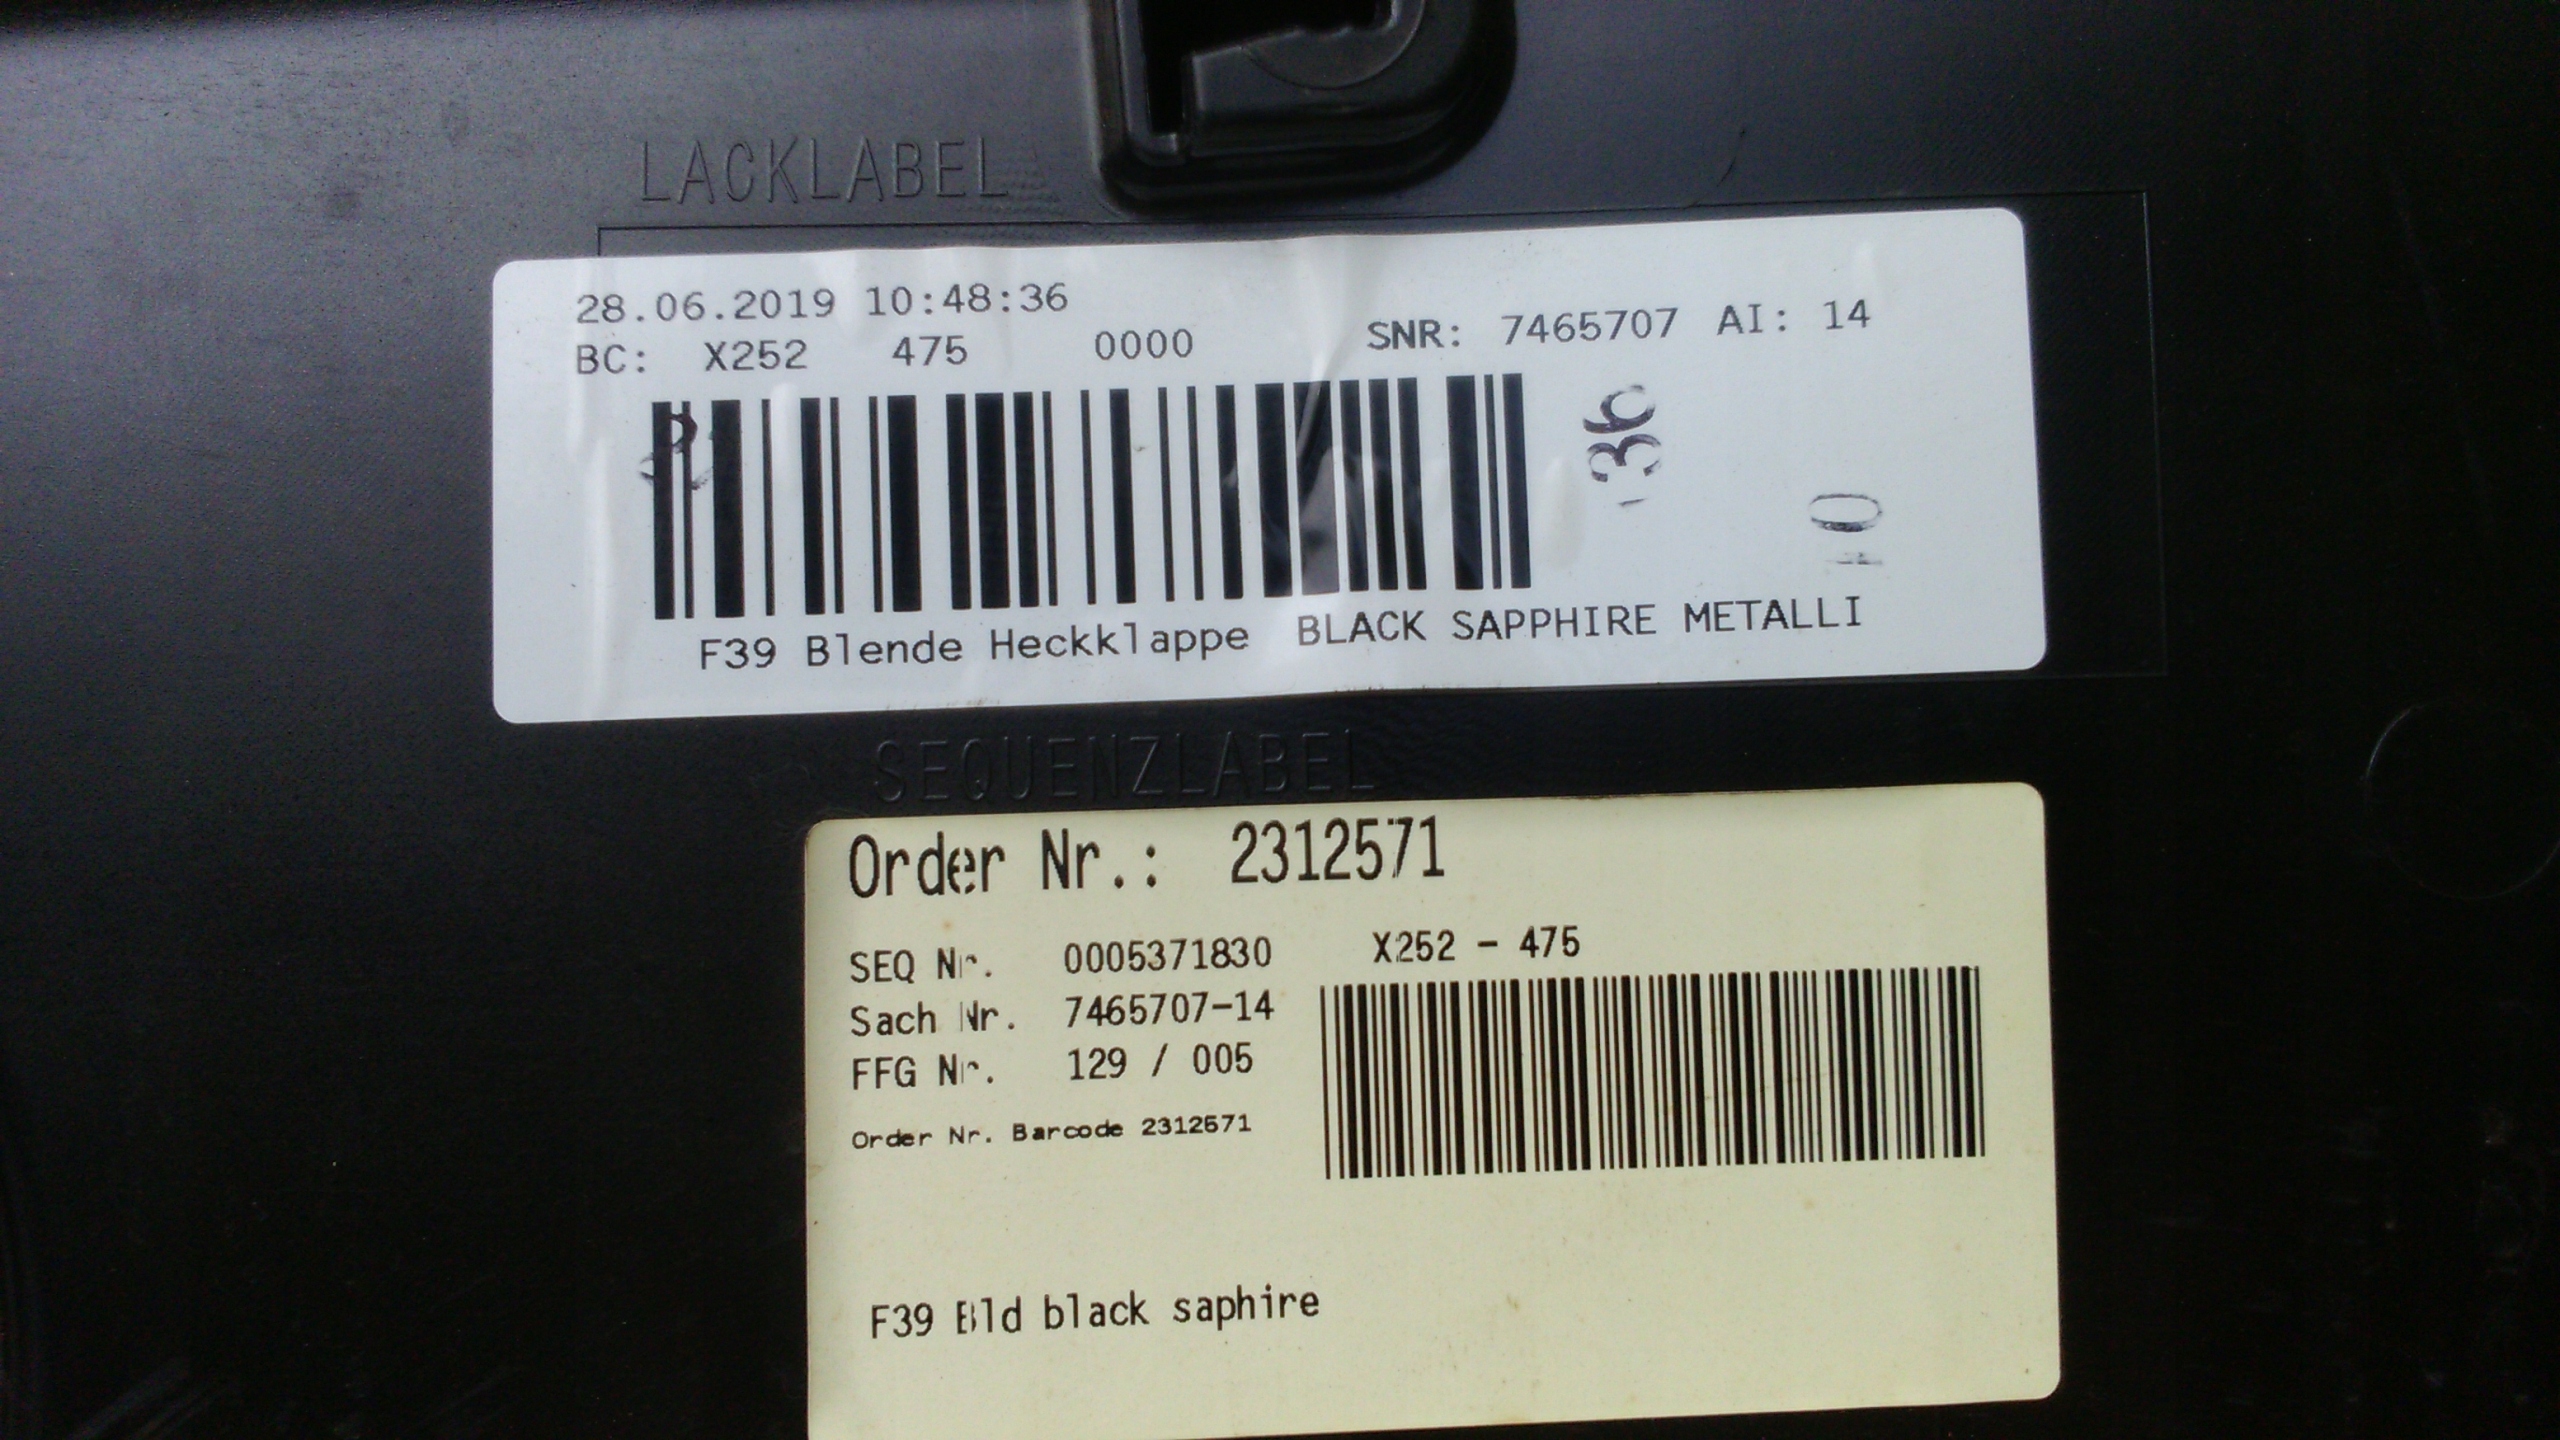 LACKLABEL
28.06.2019 10:48:36
BC: X252 475 0000 SNR: 7465707 AI: 14
36
0
F39 Blende Heckklappe BLACK SAPPHIRE METALLI
SEQUENZLABEL
Order Nr.: 2312571
SEQ Nr. 0005371830 X252 - 475
Sach Nr. 7465707-14
FFG Nr. 129 / 005
Order Nr. Barcode 2312571
F39 Bld black saphire